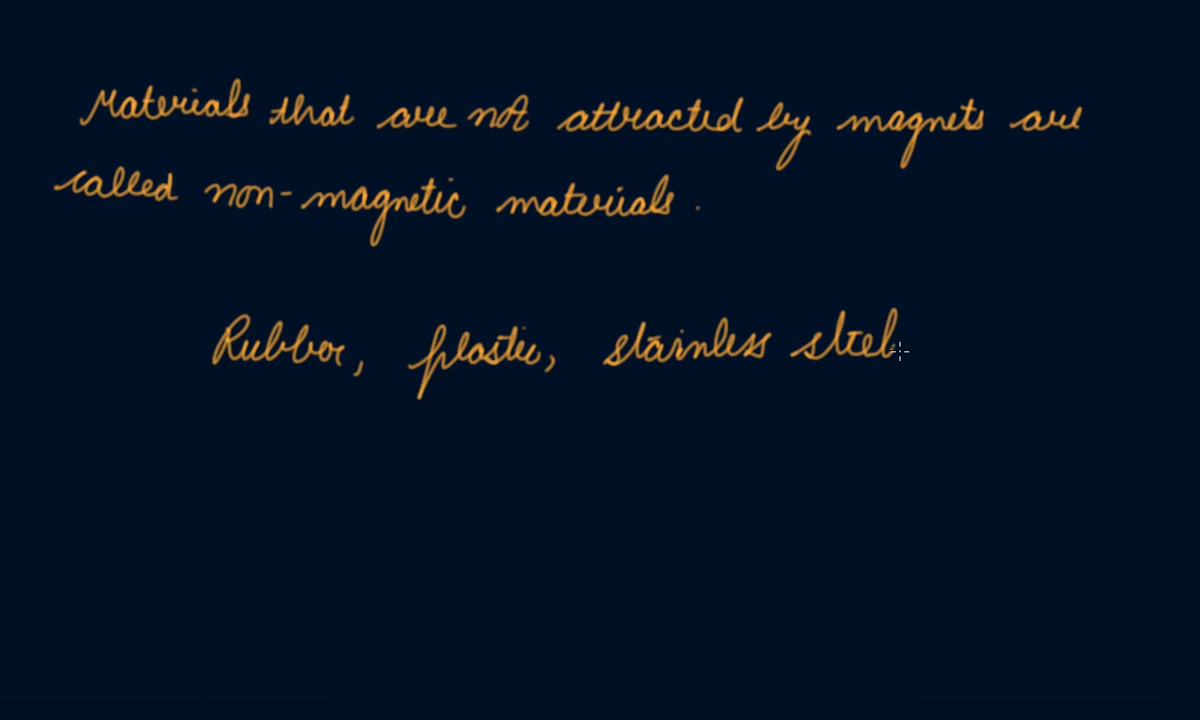 Materials that are not attracted by magnets are
called non-magnetic materials.
Rubber, plastic, stainless steel